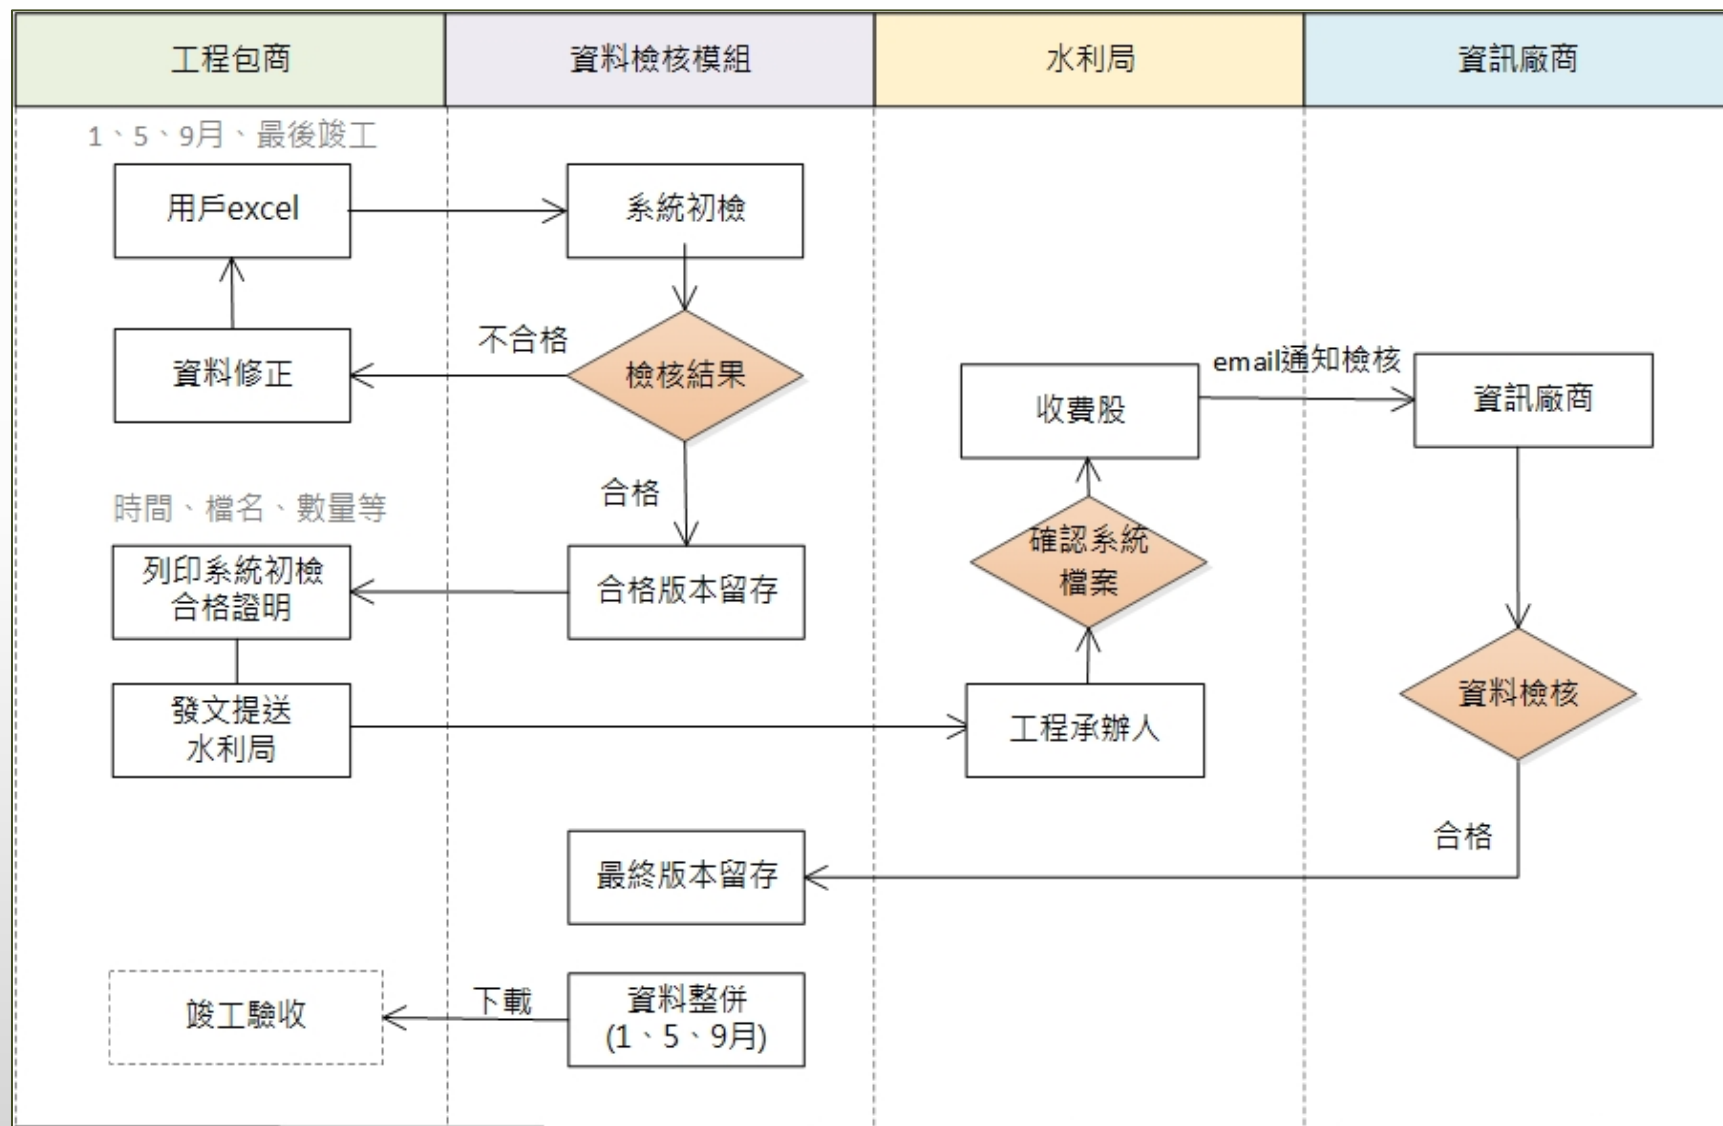 工程包商
資料檢核模組
水利局
資訊廠商
1、5、9月、最後竣工
用戶excel
系統初檢
不合格
資料修正
檢核結果
email通知檢核
收費股
資訊廠商
合格
時間、檔名、數量等
確認系統
檔案
列印系統初檢
合格證明
合格版本留存
資料檢核
發文提送
水利局
工程承辦人
合格
最終版本留存
下載
竣工驗收
資料整併
(1、5、9月)